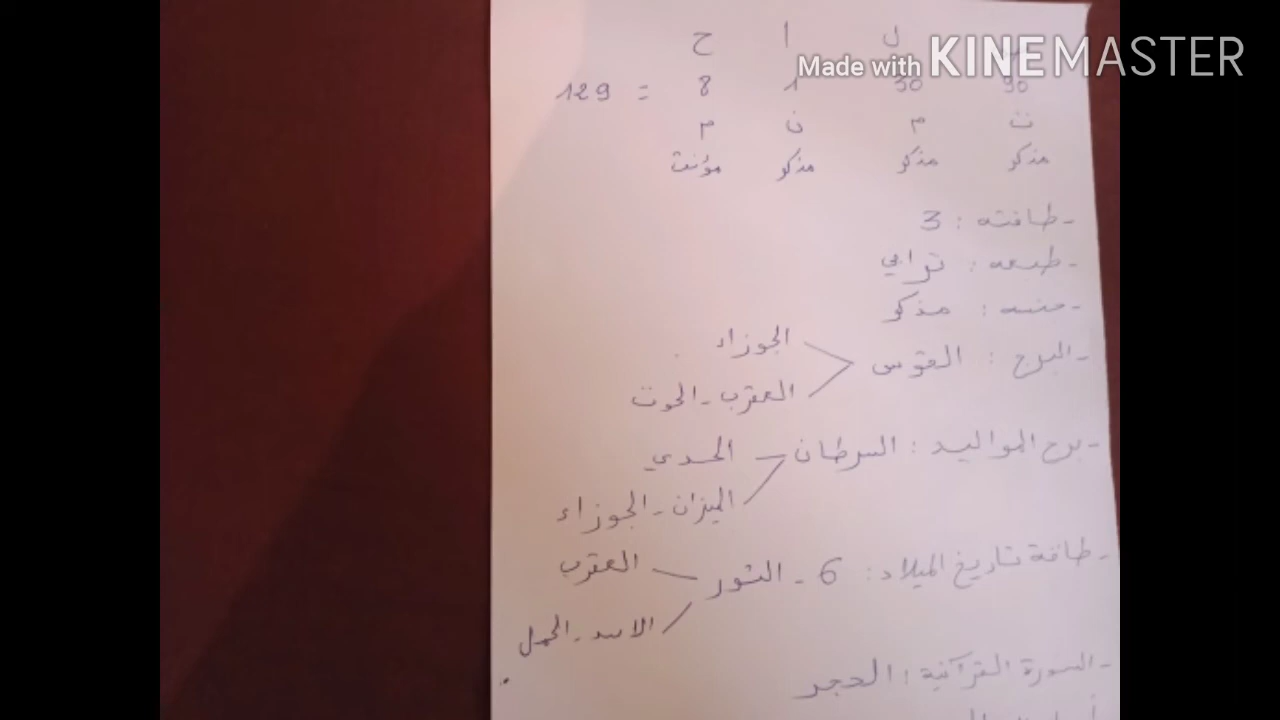 ل ا ح
Made with KINEMASTER
90 30 1 8 = 129
ت م ن م
مذكر مذكر مذكر مؤنث
- طاقته : 3
- طبعه : ترابي
- جنسه : مذكر
- البرج : القوس الجوزاء
العقرب - الحوت
- برج المواليد : السرطان - الجدي
الميزان - الجوزاء
- طاقة تاريخ الميلاد : 6 - الثور - العقرب
الاسد - الحمل
- السورة القرآنية : الحجر